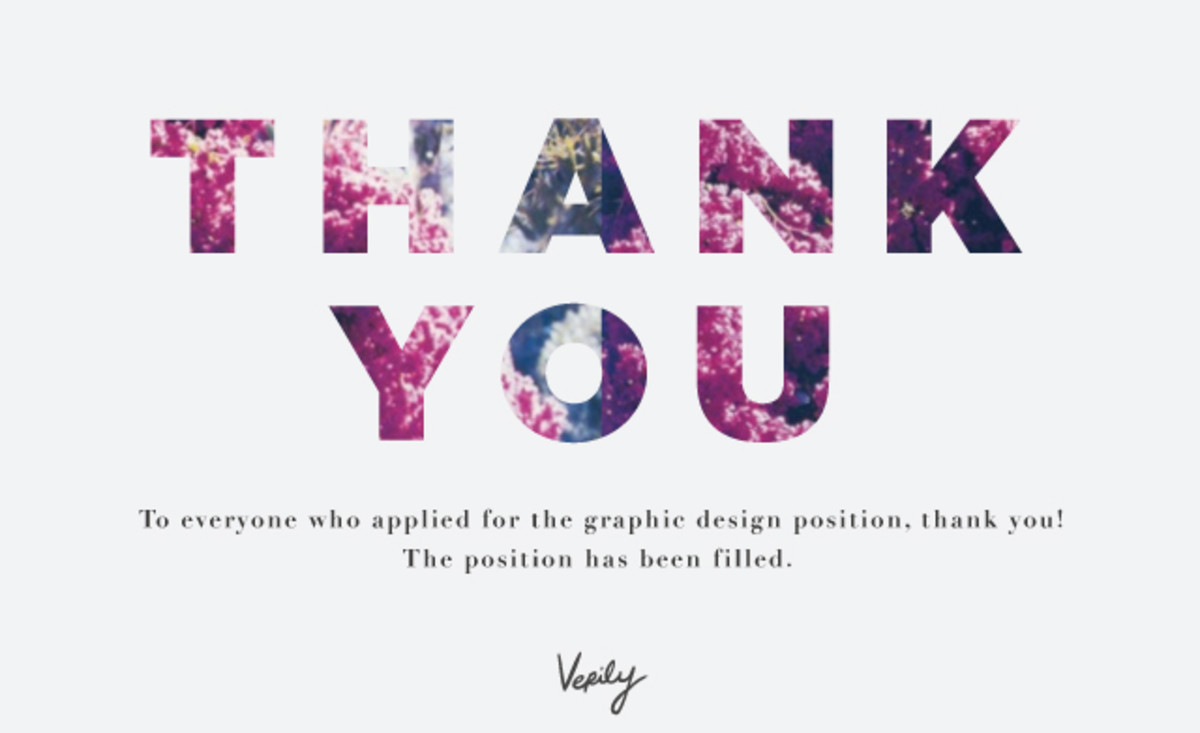 THANK
YOU
To everyone who applied for the graphic design position, thank you!
The position has been filled.
Verily